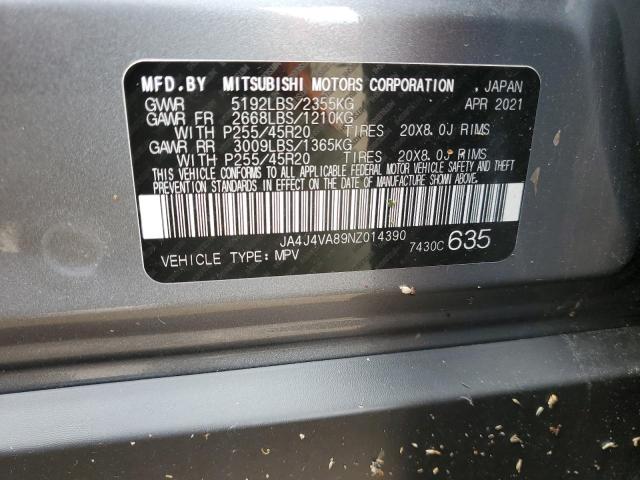 MFD.BY MITSUBISHI MOTORS CORPORATION , JAPAN
GVWR 5192LBS/2355KG APR 2021
GAWR FR 2668LBS/1210KG
WITH P255/45R20 TIRES 20X8.0J RIMS
GAWR RR 3009LBS/1365KG
WITH P255/45R20 TIRES 20X8.0J RIMS
THIS VEHICLE CONFORMS TO ALL APPLICABLE FEDERAL MOTOR VEHICLE SAFETY AND THEFT
PREVENTION STANDARDS IN EFFECT ON THE DATE OF MANUFACTURE SHOWN ABOVE.
JA4J4VA89NZ014390
VEHICLE TYPE: MPV 7430C 635